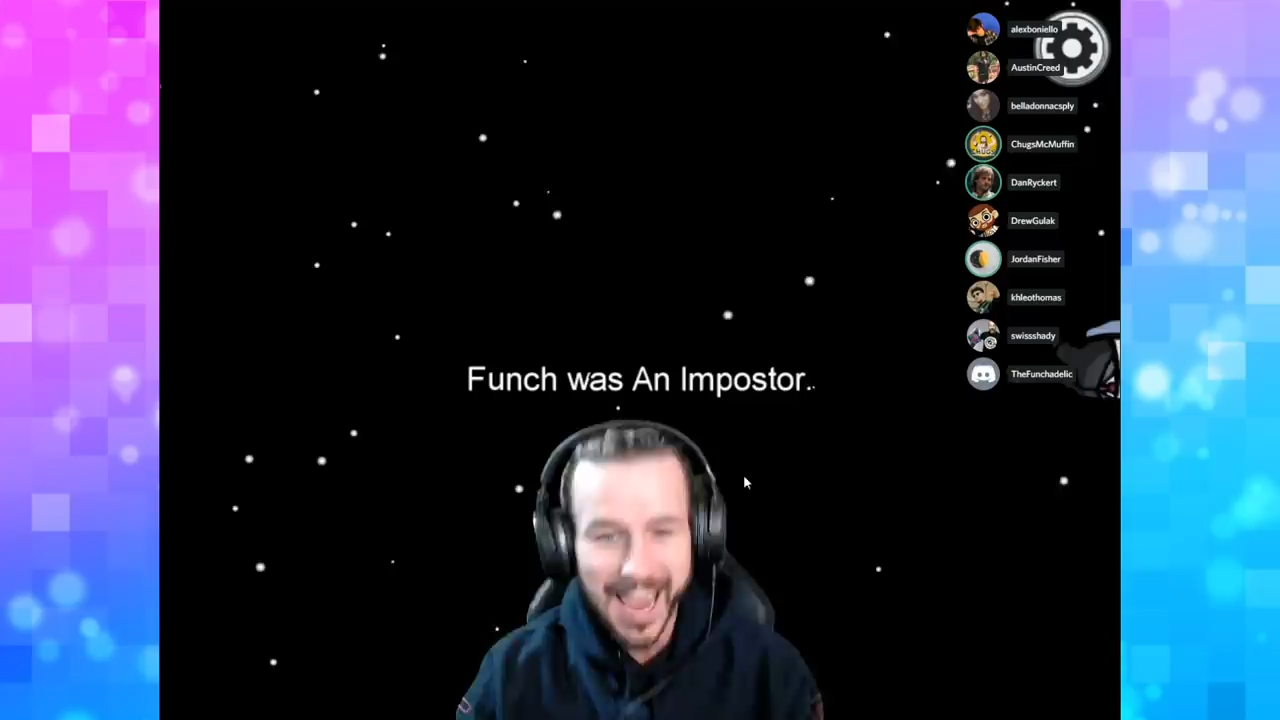 alexboniello
AustinCreed
belladonnacsply
ChugsMcMuffin
DanRyckert
DrewGulak
JordanFisher
khleothomas
swissshady
TheFunchadelic
Funch was An Impostor..